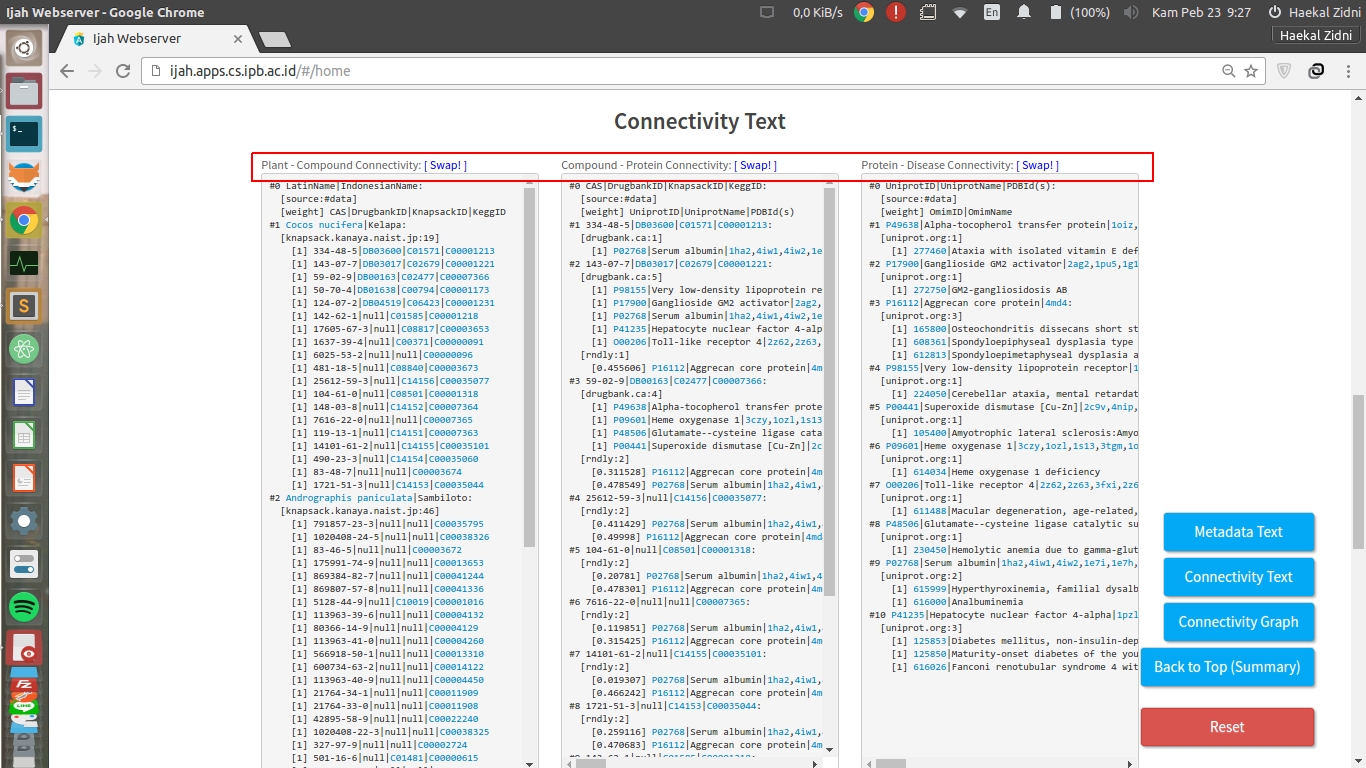 Ijah Webserver - Google Chrome
0,0 KiB/s
En
(100%)
Kam Peb 23 9:27
Haekal Zidni
Ijah Webserver
Haekal Zidni
ijah.apps.cs.ipb.ac.id/#/home
Connectivity Text
Plant - Compound Connectivity: [ Swap! ]
#0 LatinName|IndonesianName:
[source:#data]
[weight] CAS|DrugbankID|KnapsackID|KeggID
#1 Cocos nucifera|Kelapa:
[knapsack.kanaya.naist.jp:19]
[1] 334-48-5|DB03600|C01571|C00001213
[1] 143-07-7|DB03017|C02679|C00001221
[1] 59-02-9|DB00163|C02477|C00007366
[1] 50-70-4|DB01638|C00794|C00001173
[1] 124-07-2|DB04519|C06423|C00001231
[1] 142-62-1|null|C01585|C00001218
[1] 17605-67-3|null|C08817|C00003653
[1] 1637-39-4|null|C00371|C00000091
[1] 6025-53-2|null|null|C00000096
[1] 481-18-5|null|C08840|C00003673
[1] 25612-59-3|null|C14156|C00035077
[1] 104-61-0|null|C08501|C00001318
[1] 148-03-8|null|C14152|C00007364
[1] 7616-22-0|null|null|C00007365
[1] 119-13-1|null|C14151|C00007363
[1] 14101-61-2|null|C14155|C00035101
[1] 490-23-3|null|C14154|C00035060
[1] 83-48-7|null|null|C00003674
[1] 1721-51-3|null|C14153|C00035044
#2 Andrographis paniculata|Sambiloto:
[knapsack.kanaya.naist.jp:46]
[1] 791857-23-3|null|null|C00035795
[1] 1020408-24-5|null|null|C00038326
[1] 83-46-5|null|null|C00003672
[1] 175991-74-9|null|null|C00013653
[1] 869384-82-7|null|null|C00041244
[1] 869807-57-8|null|null|C00041336
[1] 5128-44-9|null|C10019|C00001016
[1] 113963-39-6|null|null|C00004132
[1] 80366-14-9|null|null|C00004129
[1] 113963-41-0|null|null|C00004260
[1] 566918-50-1|null|null|C00013310
[1] 600734-63-2|null|null|C00014122
[1] 113963-40-9|null|null|C00004450
[1] 21764-34-1|null|null|C00011909
[1] 21764-33-0|null|null|C00011908
[1] 42895-58-9|null|null|C00022240
[1] 1020408-22-3|null|null|C00038325
[1] 327-97-9|null|null|C00002724
[1] 501-16-6|null|C01481|C00000615
Compound - Protein Connectivity: [ Swap! ]
#0 CAS|DrugbankID|KnapsackID|KeggID:
[source:#data]
[weight] UniprotID|UniprotName|PDBId(s)
#1 334-48-5|DB03600|C01571|C00001213:
[drugbank.ca:1]
[1] P02768|Serum albumin|1ha2,4iw1,4iw2,1e
#2 143-07-7|DB03017|C02679|C00001221:
[drugbank.ca:5]
[1] P98155|Very low-density lipoprotein re
[1] P17900|Ganglioside GM2 activator|2ag2,
[1] P02768|Serum albumin|1ha2,4iw1,4iw2,1e
[1] P41235|Hepatocyte nuclear factor 4-alp
[1] O00206|Toll-like receptor 4|2z62,2z63,
[rndly:1]
[0.455606] P16112|Aggrecan core protein|4m
#3 59-02-9|DB00163|C02477|C00007366:
[drugbank.ca:4]
[1] P49638|Alpha-tocopherol transfer prote
[1] P09601|Heme oxygenase 1|3czy,1ozl,1s13
[1] P48506|Glutamate--cysteine ligase cata
[1] P00441|Superoxide dismutase [Cu-Zn]|2c
[rndly:2]
[0.311528] P16112|Aggrecan core protein|4m
[0.478549] P02768|Serum albumin|1ha2,4iw1,
#4 25612-59-3|null|C14156|C00035077:
[rndly:2]
[0.411429] P02768|Serum albumin|1ha2,4iw1,
[0.49998] P16112|Aggrecan core protein|4md
#5 104-61-0|null|C08501|C00001318:
[rndly:2]
[0.20781] P02768|Serum albumin|1ha2,4iw1,4
[0.478301] P16112|Aggrecan core protein|4m
#6 7616-22-0|null|null|C00007365:
[rndly:2]
[0.119851] P02768|Serum albumin|1ha2,4iw1,
[0.315425] P16112|Aggrecan core protein|4m
#7 14101-61-2|null|C14155|C00035101:
[rndly:2]
[0.019307] P02768|Serum albumin|1ha2,4iw1,
[0.466242] P16112|Aggrecan core protein|4m
#8 1721-51-3|null|C14153|C00035044:
[rndly:2]
[0.259116] P02768|Serum albumin|1ha2,4iw1,
[0.470683] P16112|Aggrecan core protein|4m
Protein - Disease Connectivity: [ Swap! ]
#0 UniprotID|UniprotName|PDBId(s):
[source:#data]
[weight] OmimID|OmimName
#1 P49638|Alpha-tocopherol transfer protein|1oiz,
[uniprot.org:1]
[1] 277460|Ataxia with isolated vitamin E def
#2 P17900|Ganglioside GM2 activator|2ag2,1pu5,1g1
[uniprot.org:1]
[1] 272750|GM2-gangliosidosis AB
#3 P16112|Aggrecan core protein|4md4:
[uniprot.org:3]
[1] 165800|Osteochondritis dissecans short st
[1] 608361|Spondyloepiphyseal dysplasia type
[1] 612813|Spondyloepimetaphyseal dysplasia a
#4 P98155|Very low-density lipoprotein receptor|1
[uniprot.org:1]
[1] 224050|Cerebellar ataxia, mental retardat
#5 P00441|Superoxide dismutase [Cu-Zn]|2c9v,4nip,
[uniprot.org:1]
[1] 105400|Amyotrophic lateral sclerosis:Amyo
#6 P09601|Heme oxygenase 1|3czy,1ozl,1s13,3tgm,1o
[uniprot.org:1]
[1] 614034|Heme oxygenase 1 deficiency
#7 O00206|Toll-like receptor 4|2z62,2z63,3fxi,2z6
[uniprot.org:1]
[1] 611488|Macular degeneration, age-related,
#8 P48506|Glutamate--cysteine ligase catalytic su
[uniprot.org:1]
[1] 230450|Hemolytic anemia due to gamma-glut
#9 P02768|Serum albumin|1ha2,4iw1,4iw2,1e7i,1e7h,
[uniprot.org:2]
[1] 615999|Hyperthyroxinemia, familial dysalb
[1] 616000|Analbuminemia
#10 P41235|Hepatocyte nuclear factor 4-alpha|1pzl
[uniprot.org:3]
[1] 125853|Diabetes mellitus, non-insulin-dep
[1] 125850|Maturity-onset diabetes of the you
[1] 616026|Fanconi renotubular syndrome 4 wit
Metadata Text
Connectivity Text
Connectivity Graph
Back to Top (Summary)
Reset